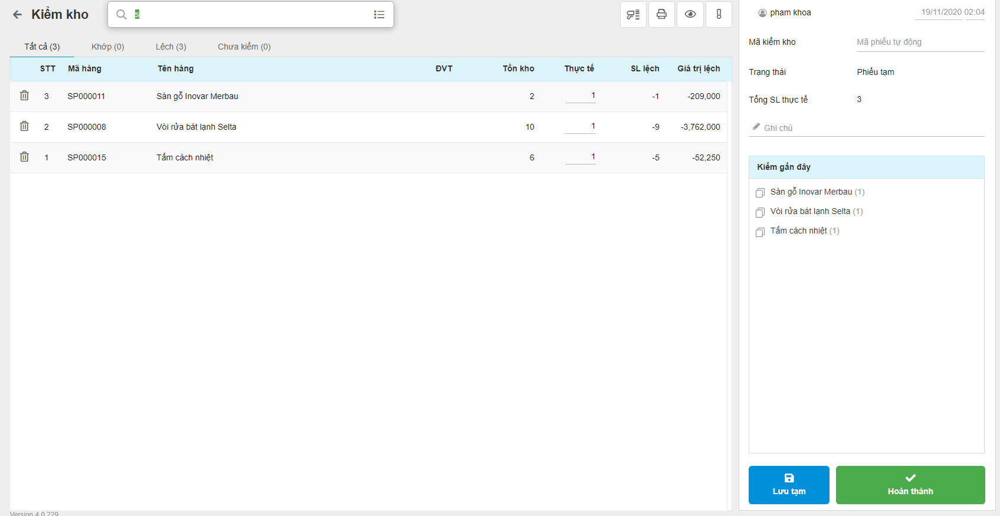 Kiểm kho
s
Tất cả (3) Khớp (0) Lệch (3) Chưa kiểm (0)
STT Mã hàng Tên hàng ĐVT Tồn kho Thực tế SL lệch Giá trị lệch
3 SP000011 Sàn gỗ Inovar Merbau 2 1 -1 -209,000
2 SP000008 Vòi rửa bát lạnh Selta 10 1 -9 -3,762,000
1 SP000015 Tấm cách nhiệt 6 1 -5 -52,250
Version 4.0.229
pham khoa 19/11/2020 02:04
Mã kiểm kho Mã phiếu tự động
Trạng thái Phiếu tạm
Tổng SL thực tế 3
Ghi chú
Kiểm gần đây
Sàn gỗ Inovar Merbau (1)
Vòi rửa bát lạnh Selta (1)
Tấm cách nhiệt (1)
Lưu tạm Hoàn thành